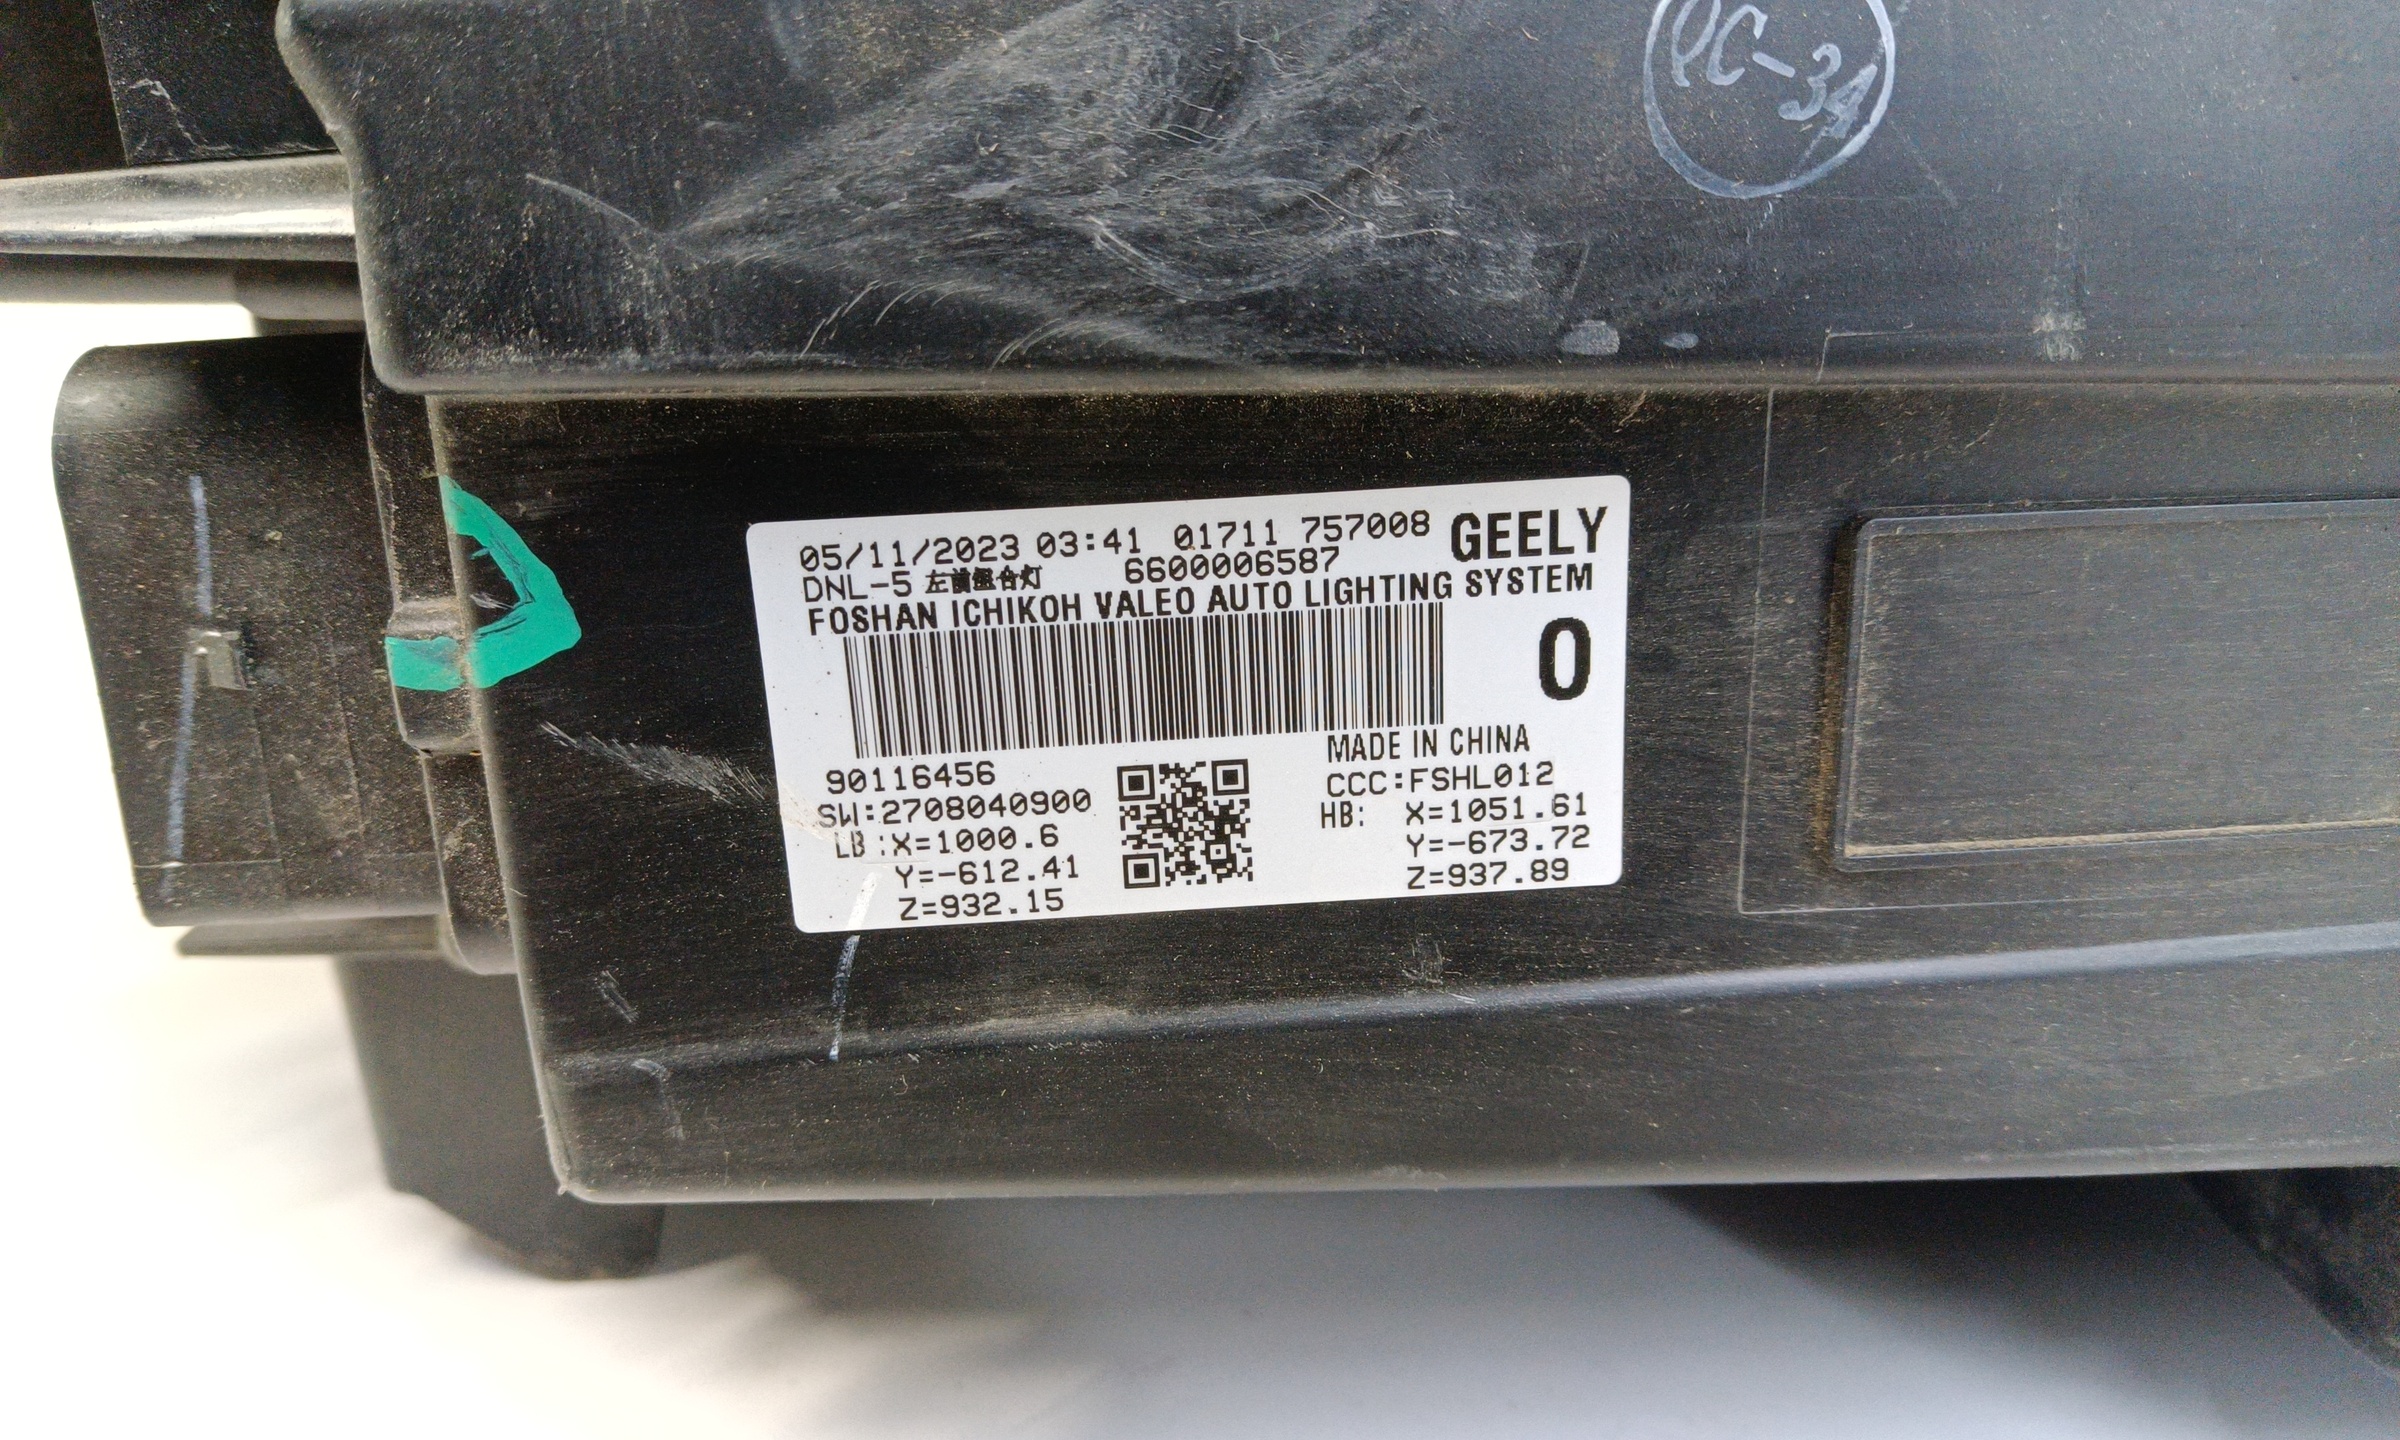 PC-34
05/11/2023 03:41 01711 757008 GEELY
DNL-5 左前组合灯 6600006587
FOSHAN ICHIKOH VALEO AUTO LIGHTING SYSTEM
0
MADE IN CHINA
90116456 CCC:FSHL012
SW:2708040900 HB: X=1051.61
LB:X=1000.6 Y=-673.72
Y=-612.41 Z=937.89
Z=932.15